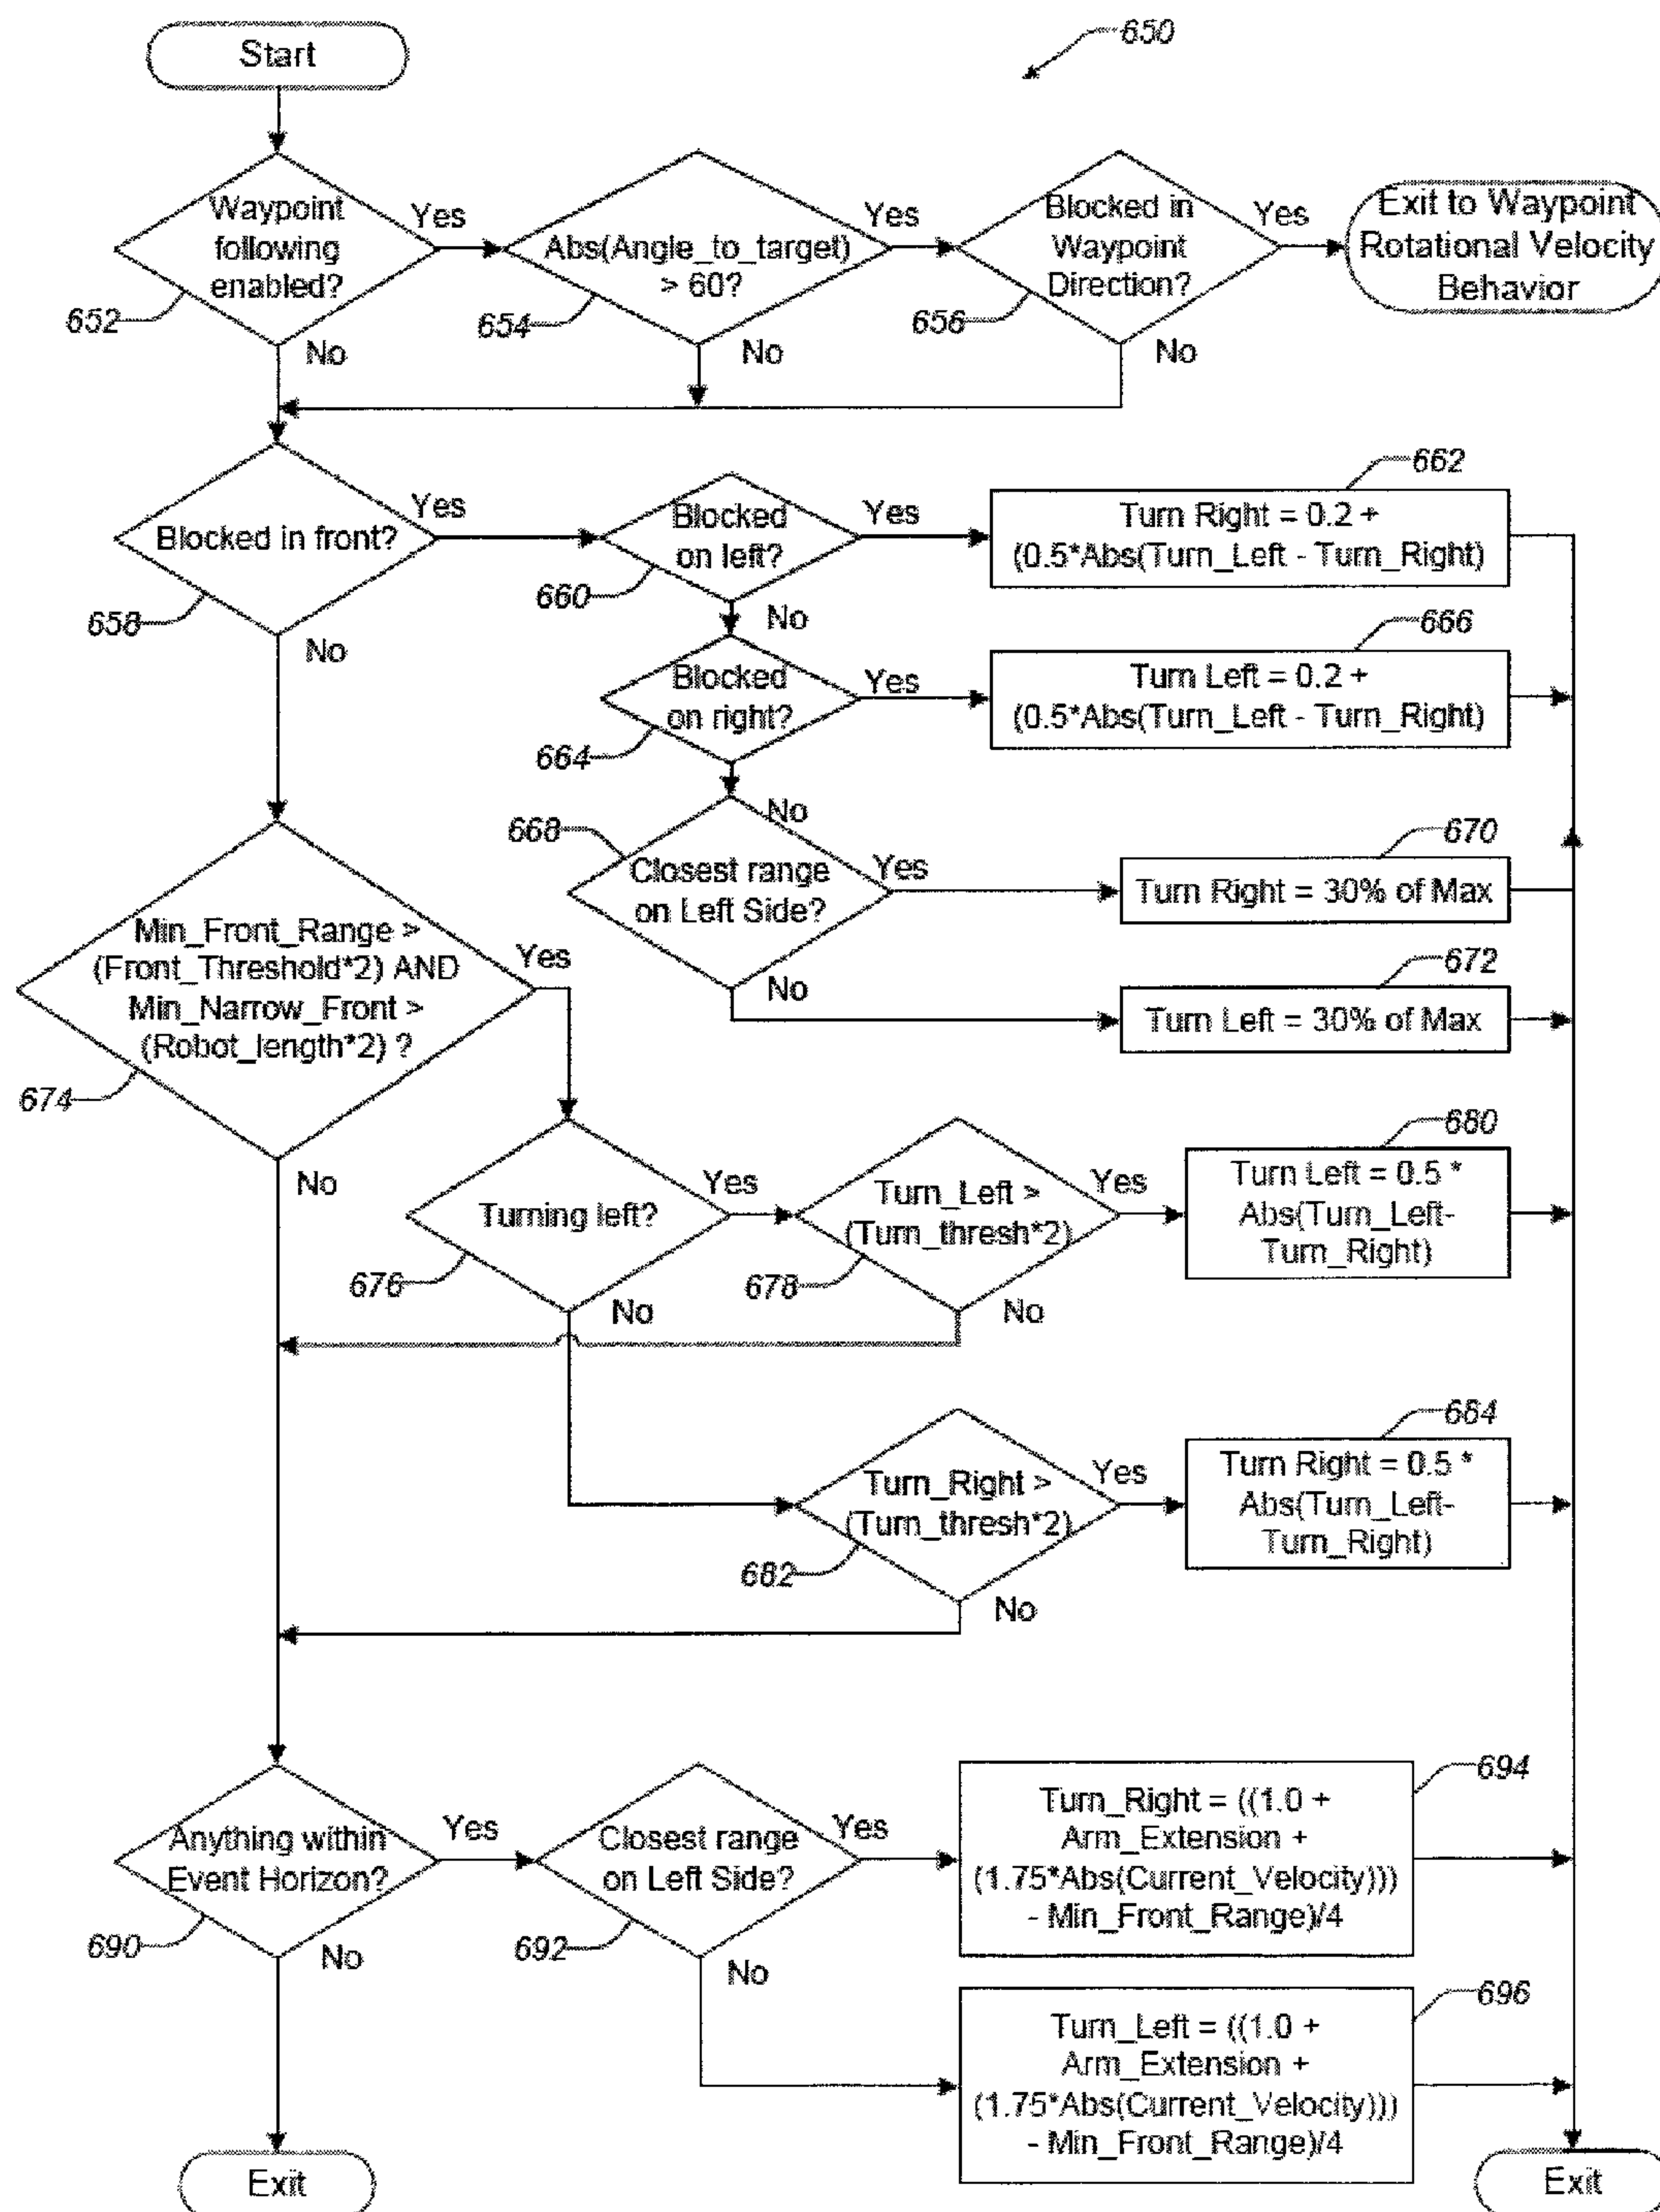 Start
650
Waypoint
following
enabled?
652
Yes
No
Abs(Angle_to_target)
> 60?
654
Yes
No
Blocked in
Waypoint
Direction?
656
Yes
No
Exit to Waypoint
Rotational Velocity
Behavior
Blocked in front?
658
Yes
No
Blocked
on left?
660
Yes
No
662
Turn Right = 0.2 +
(0.5*Abs(Turn_Left - Turn_Right)
Blocked
on right?
664
Yes
No
666
Turn Left = 0.2 +
(0.5*Abs(Turn_Left - Turn_Right)
668
Closest range
on Left Side?
Yes
No
670
Turn Right = 30% of Max
672
Turn Left = 30% of Max
Min_Front_Range >
(Front_Threshold*2) AND
Min_Narrow_Front >
(Robot_length*2) ?
674
Yes
No
Turning left?
676
Yes
No
Turn_Left >
(Turn_thresh*2)
678
Yes
No
680
Turn Left = 0.5 *
Abs(Turn_Left-
Turn_Right)
Turn_Right >
(Turn_thresh*2)
682
Yes
No
684
Turn Right = 0.5 *
Abs(Turn_Left-
Turn_Right)
Anything within
Event Horizon?
690
Yes
No
Closest range
on Left Side?
692
Yes
No
694
Turn_Right = ((1.0 +
Arm_Extension +
(1.75*Abs(Current_Velocity)))
- Min_Front_Range)/4
696
Turn_Left = ((1.0 +
Arm_Extension +
(1.75*Abs(Current_Velocity)))
- Min_Front_Range)/4
Exit
Exit